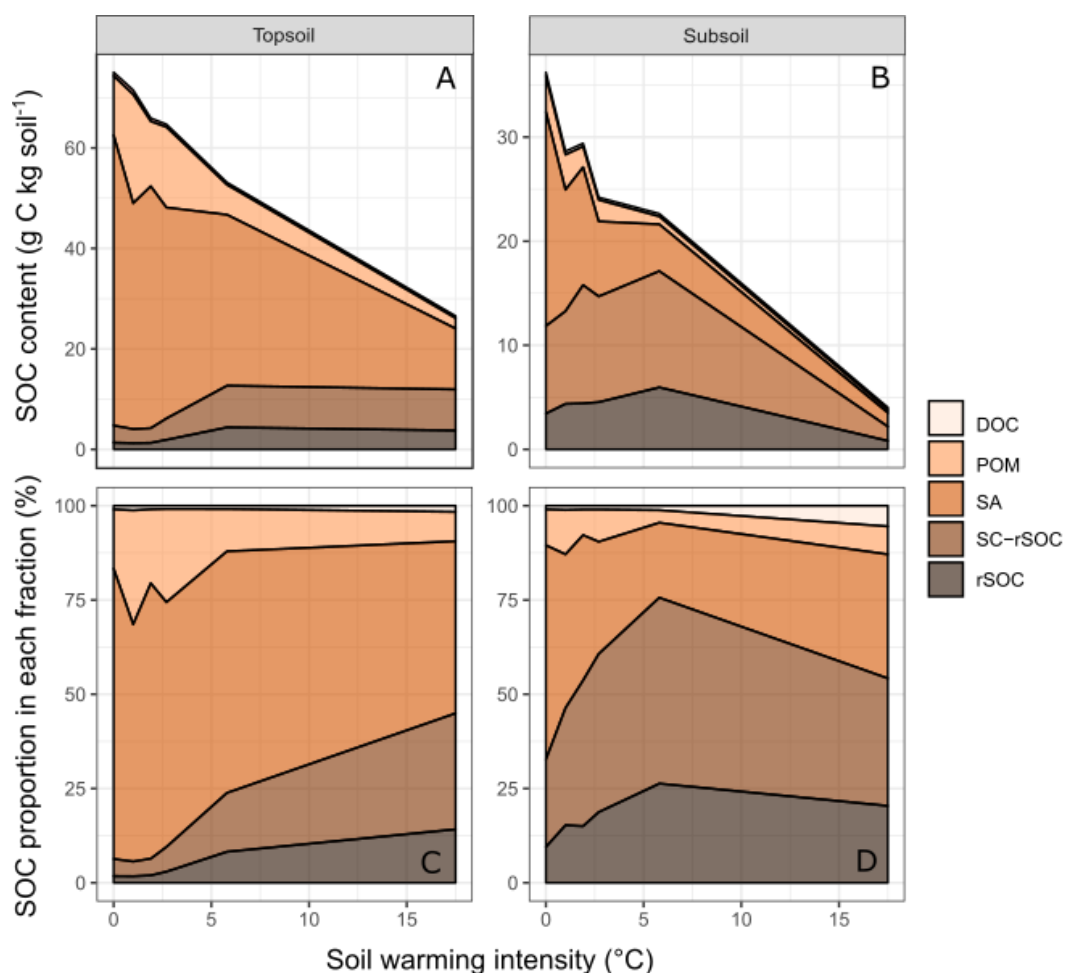 Topsoil
Subsoil
A
B
SOC content (g C kg soil⁻¹)
60
40
20
0
30
20
10
0
DOC
POM
SA
SC−rSOC
rSOC
SOC proportion in each fraction (%)
100
75
50
25
0
100
75
50
25
0
C
D
0 5 10 15
0 5 10 15
Soil warming intensity (°C)